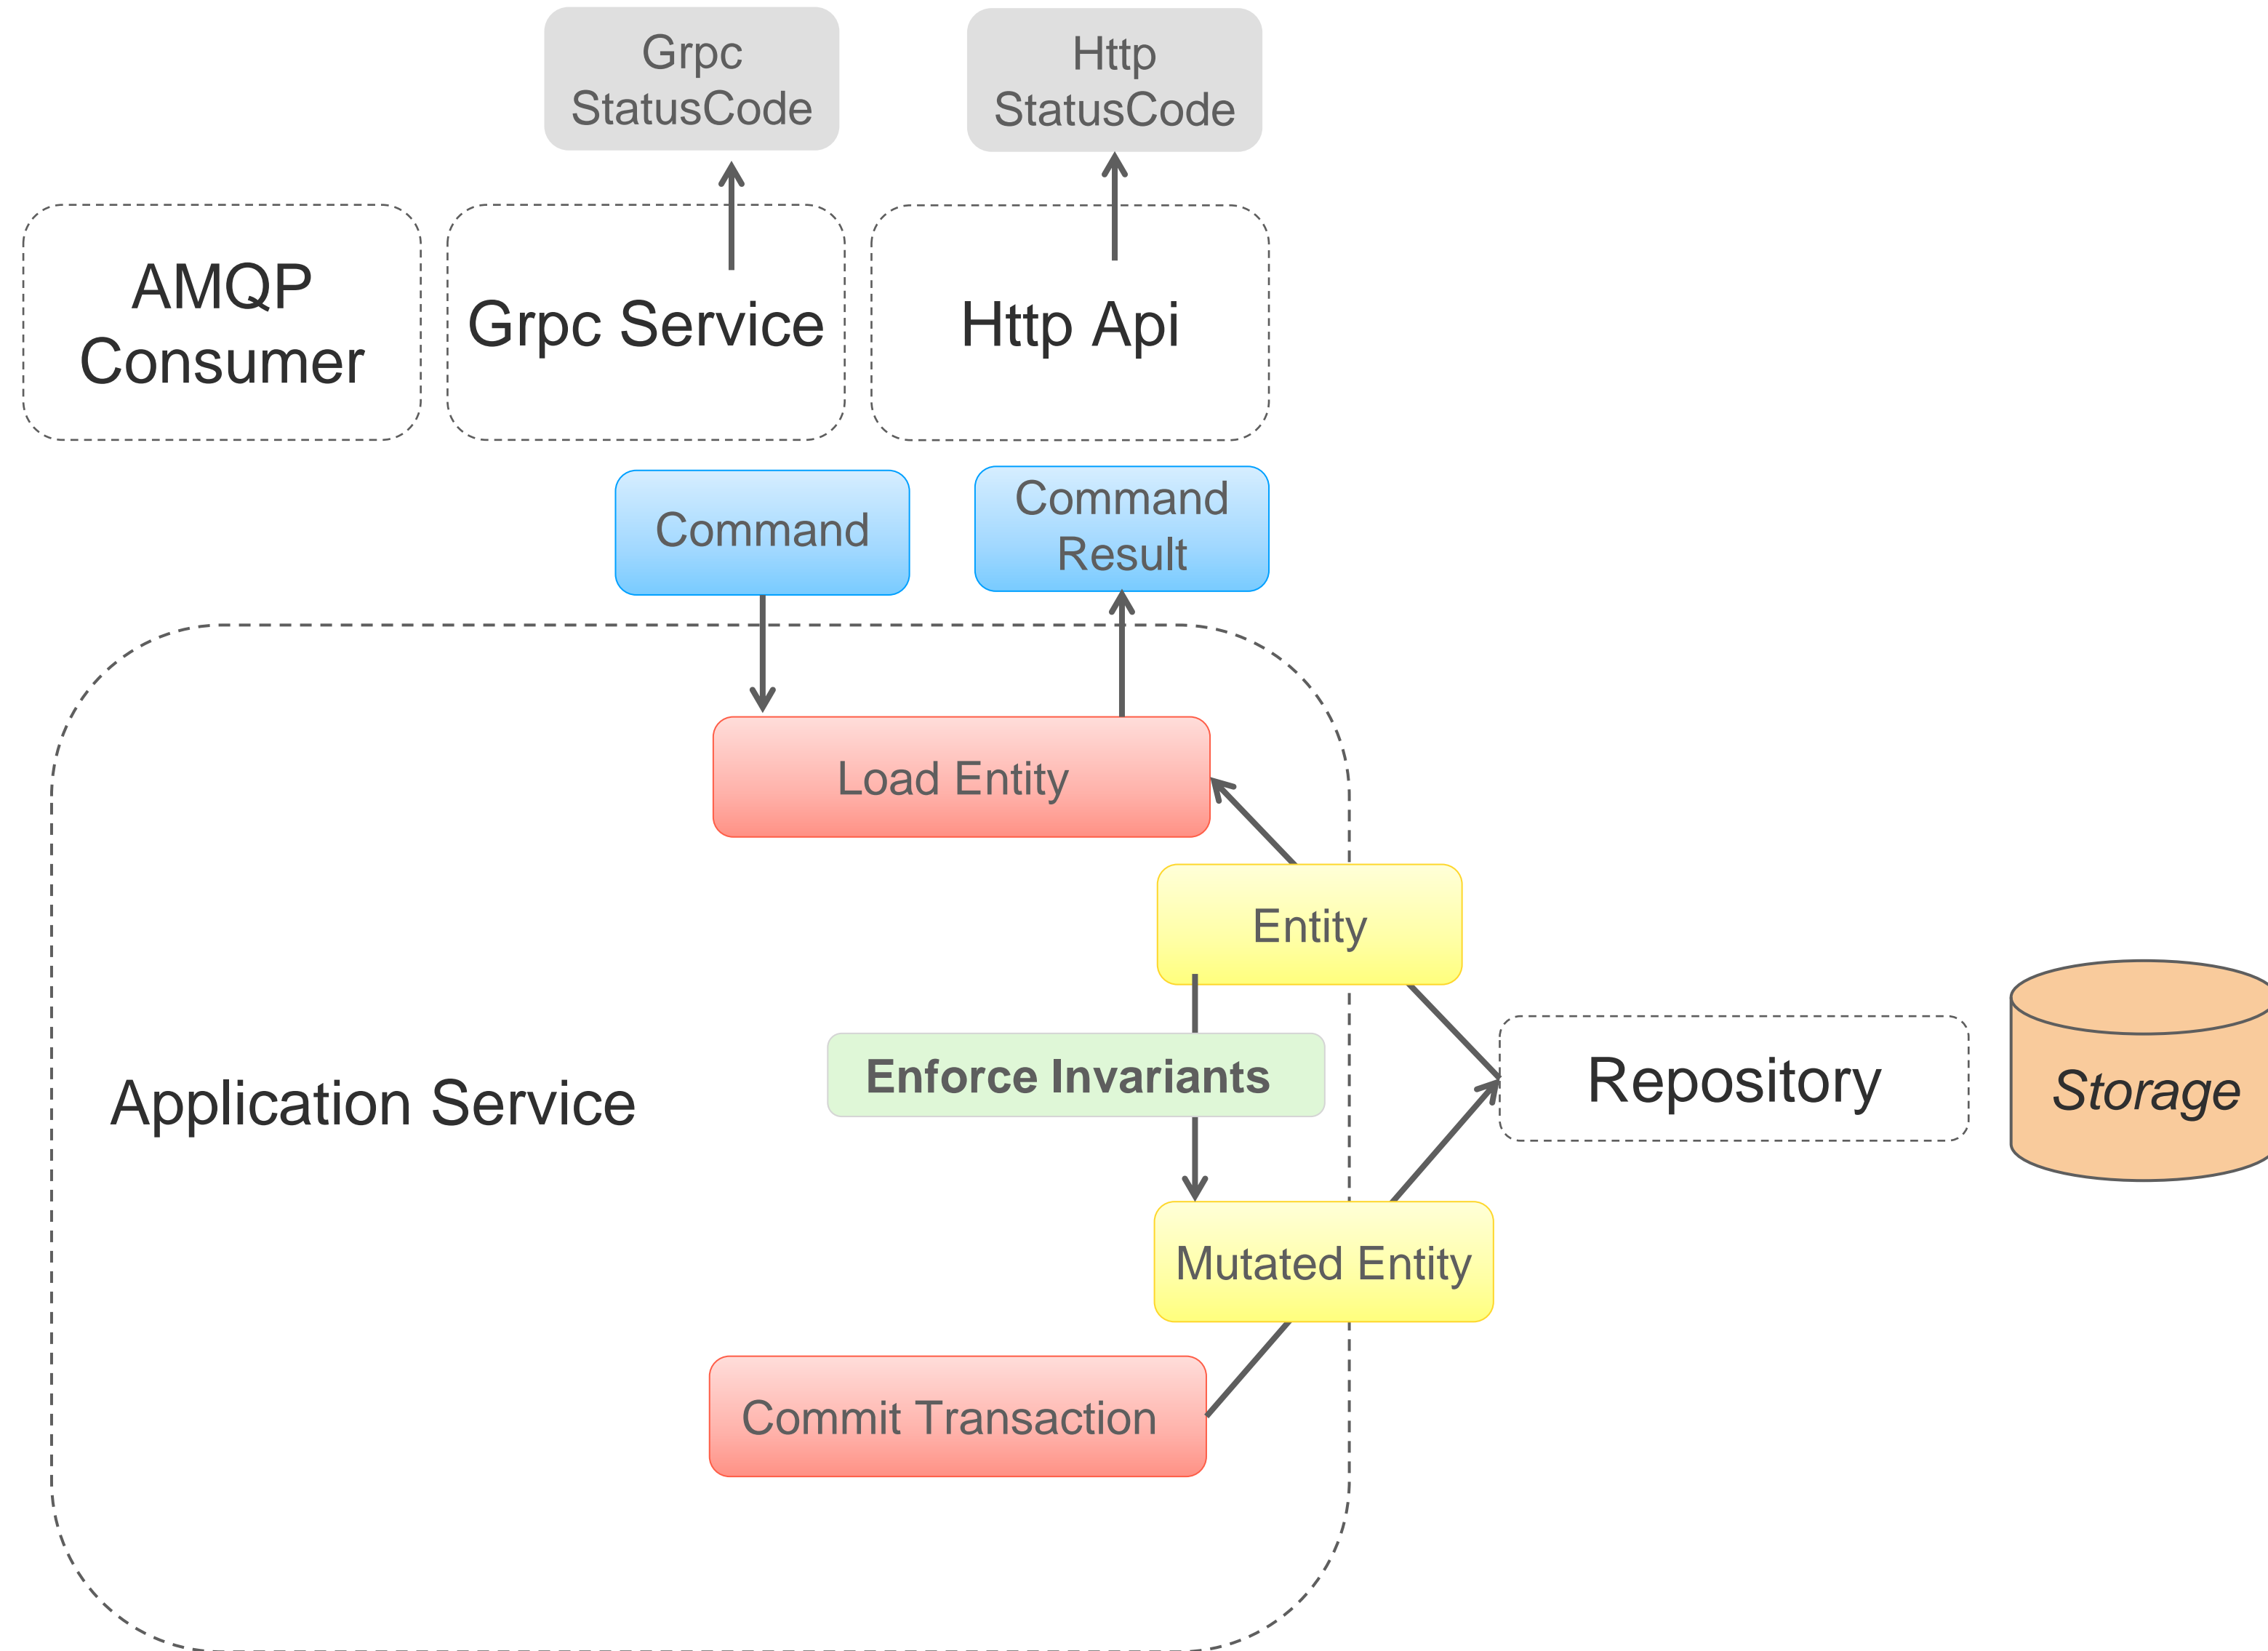 Grpc
StatusCode
Http
StatusCode
AMQP
Consumer
Grpc Service
Http Api
Command
Command
Result
Load Entity
Entity
Enforce Invariants
Application Service
Repository
Storage
Mutated Entity
Commit Transaction